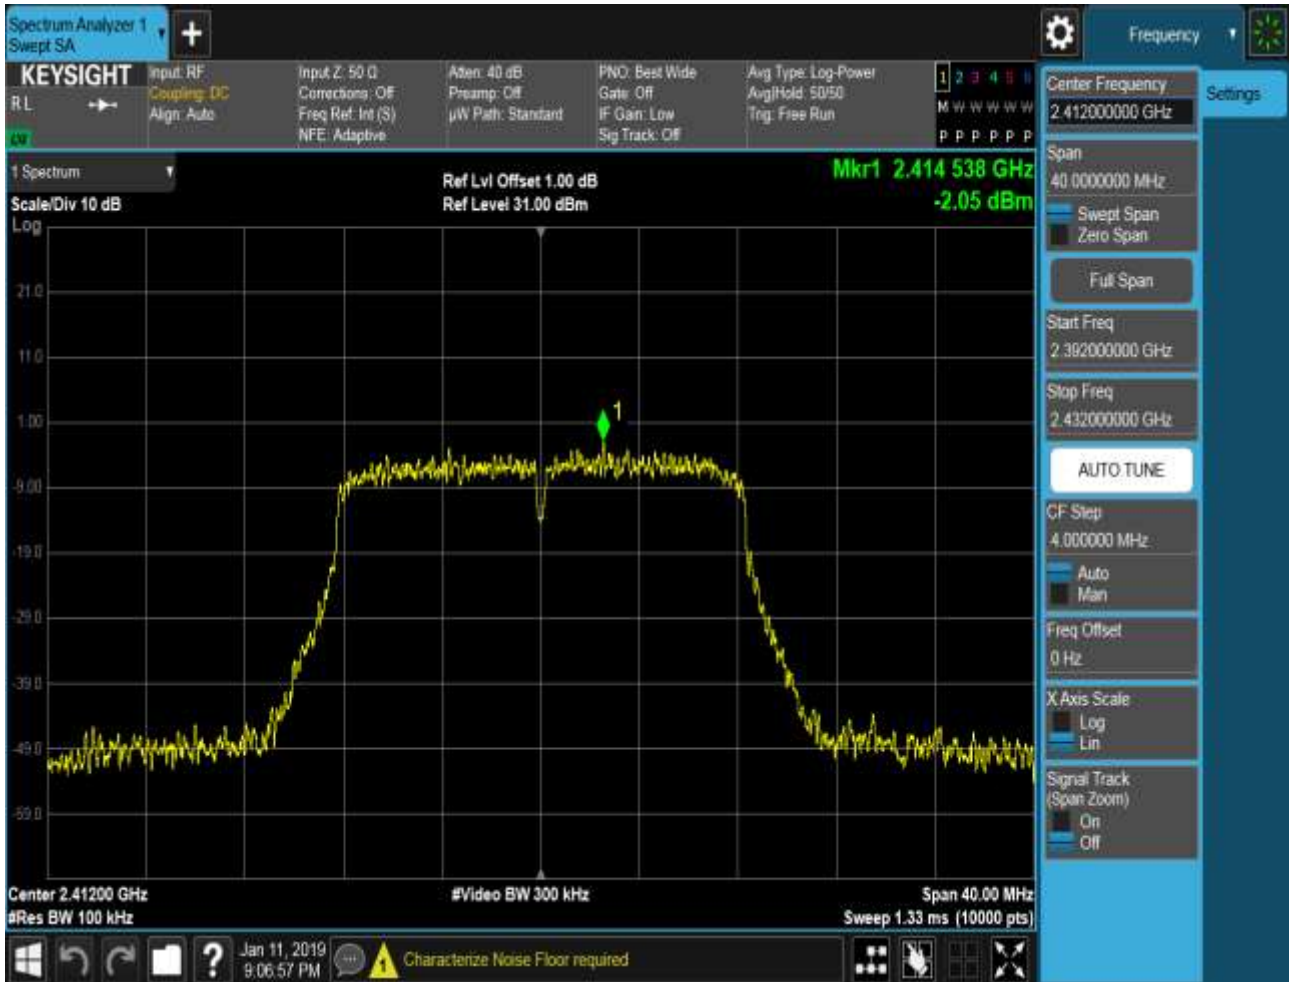 Spectrum Analyzer 1
Swept SA
Frequency
KEYSIGHT
R L
Input: RF
Coupling: DC
Align: Auto
Input Z: 50 Ω
Corrections: Off
Freq Ref: Int (S)
NFE: Adaptive
Atten: 40 dB
Preamp: Off
µW Path: Standard
PNO: Best Wide
Gate: Off
IF Gain: Low
Sig Track: Off
Avg Type: Log-Power
Avg|Hold: 50/50
Trig: Free Run
1 2 3 4 5 6
M W W W W W
P P P P P P
1 Spectrum
Scale/Div 10 dB
Log
Ref Lvl Offset 1.00 dB
Ref Level 31.00 dBm
Mkr1 2.414 538 GHz
-2.05 dBm
21.0
11.0
1.00
-9.00
-19.0
-29.0
-39.0
-49.0
-59.0
1
Center 2.41200 GHz
#Res BW 100 kHz
#Video BW 300 kHz
Span 40.00 MHz
Sweep 1.33 ms (10000 pts)
Center Frequency
2.412000000 GHz
Settings
Span
40.0000000 MHz
Swept Span
Zero Span
Full Span
Start Freq
2.392000000 GHz
Stop Freq
2.432000000 GHz
AUTO TUNE
CF Step
4.000000 MHz
Auto
Man
Freq Offset
0 Hz
X Axis Scale
Log
Lin
Signal Track
(Span Zoom)
On
Off
?
Jan 11, 2019
9:06:57 PM
Characterize Noise Floor required